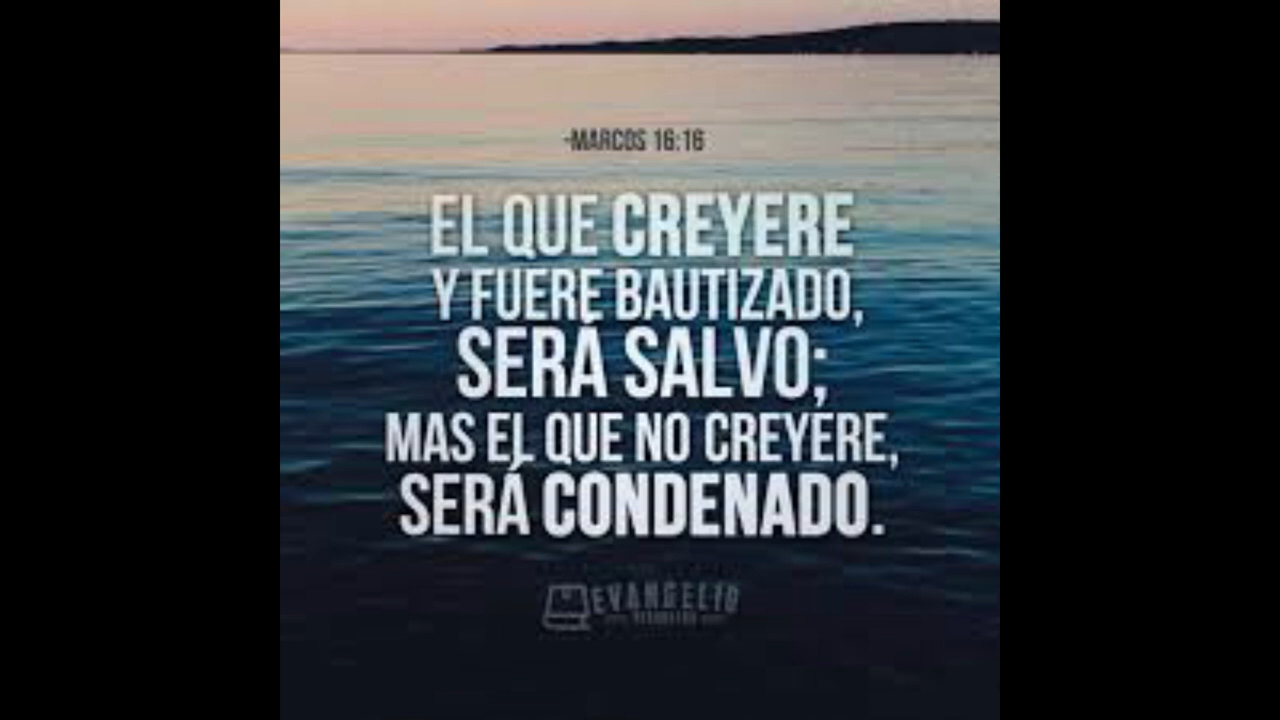 -MARCOS 16:16
EL QUE CREYERE
Y FUERE BAUTIZADO,
SERÁ SALVO;
MAS EL QUE NO CREYERE,
SERÁ CONDENADO.
EVANGELIO